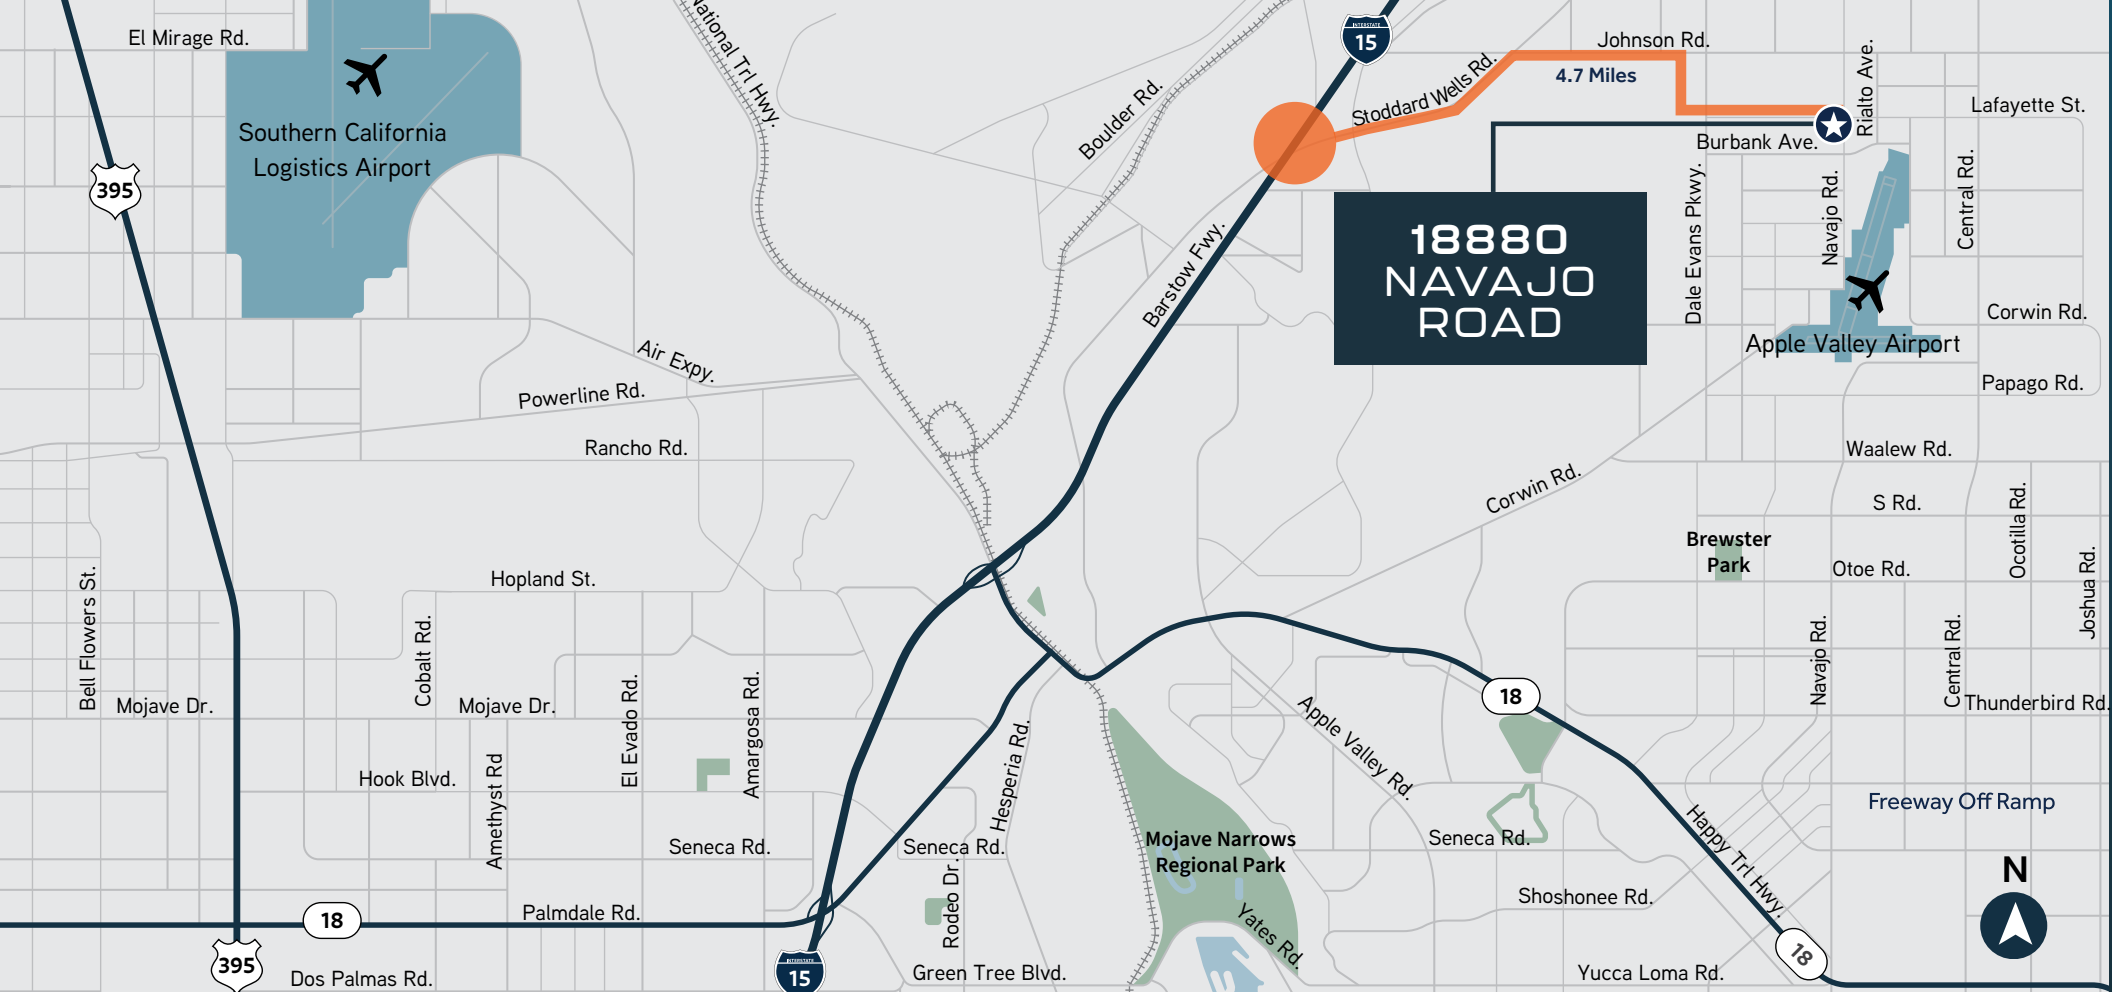 El Mirage Rd.
National Trl Hwy.
INTERSTATE
15
Johnson Rd.
4.7 Miles
Stoddard Wells Rd.
Rialto Ave.
Lafayette St.
Boulder Rd.
Southern California
Logistics Airport
Burbank Ave.
395
Dale Evans Pkwy.
Navajo Rd.
Central Rd.
Barstow Fwy.
18880
NAVAJO
ROAD
Corwin Rd.
Apple Valley Airport
Air Expy.
Powerline Rd.
Papago Rd.
Rancho Rd.
Waalew Rd.
Corwin Rd.
S Rd.
Ocotilla Rd.
Brewster
Park
Otoe Rd.
Joshua Rd.
Hopland St.
Bell Flowers St.
Cobalt Rd.
Navajo Rd.
Central Rd.
El Evado Rd.
Amargosa Rd.
18
Mojave Dr.
Mojave Dr.
Thunderbird Rd.
Hesperia Rd.
Apple Valley Rd.
Hook Blvd.
Amethyst Rd
Freeway Off Ramp
Happy Trl Hwy.
Seneca Rd.
Seneca Rd.
Mojave Narrows
Regional Park
Seneca Rd.
N
Rodeo Dr.
Shoshonee Rd.
18
Palmdale Rd.
Yates Rd.
18
395
INTERSTATE
15
Dos Palmas Rd.
Green Tree Blvd.
Yucca Loma Rd.